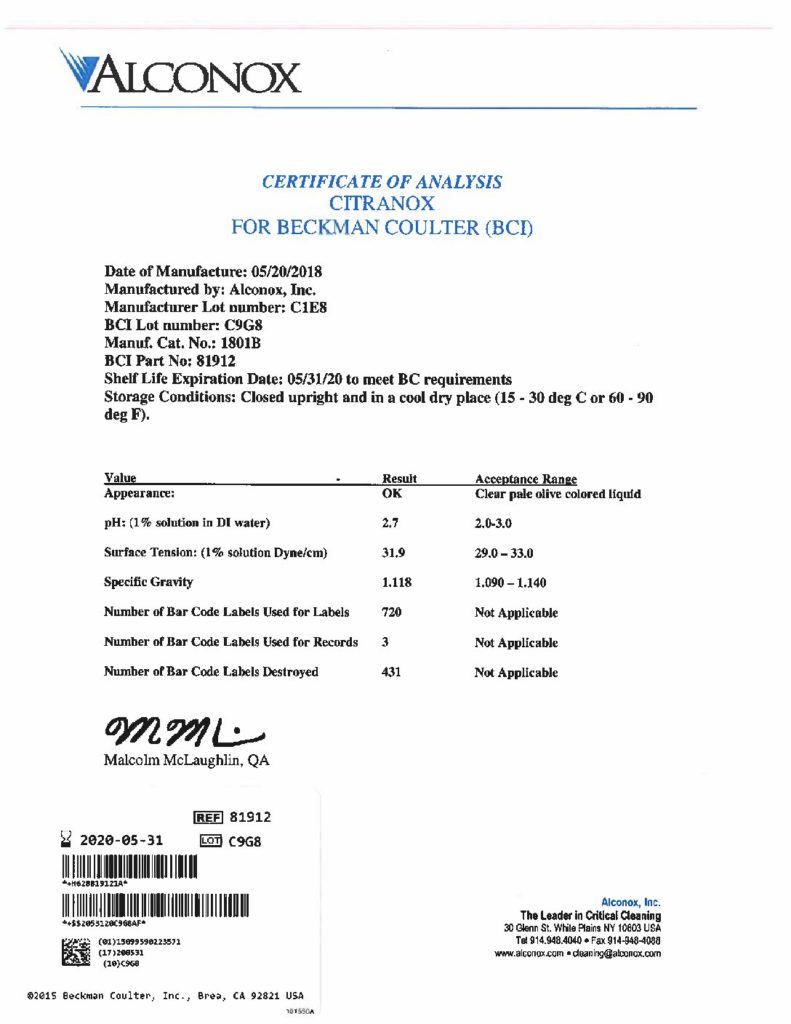 ALCONOX
CERTIFICATE OF ANALYSIS
CITRANOX
FOR BECKMAN COULTER (BCI)
Date of Manufacture: 05/20/2018
Manufactured by: Alconox, Inc.
Manufacturer Lot number: C1E8
BCI Lot number: C9G8
Manuf. Cat. No.: 1801B
BCI Part No: 81912
Shelf Life Expiration Date: 05/31/20 to meet BC requirements
Storage Conditions: Closed upright and in a cool dry place (15 - 30 deg C or 60 - 90
deg F).
Value - Result Acceptance Range
Appearance: OK Clear pale olive colored liquid
pH: (1% solution in DI water) 2.7 2.0-3.0
Surface Tension: (1% solution Dyne/cm) 31.9 29.0 – 33.0
Specific Gravity 1.118 1.090 – 1.140
Number of Bar Code Labels Used for Labels 720 Not Applicable
Number of Bar Code Labels Used for Records 3 Not Applicable
Number of Bar Code Labels Destroyed 431 Not Applicable
Malcolm McLaughlin, QA
REF 81912
2020-05-31 LOT C9G8
*+H628819121A*
*+$$2053120C9G8AF*
(01)15099590223571
(17)200531
(10)C9G8
©2015 Beckman Coulter, Inc., Brea, CA 92821 USA
101550A
Alconox, Inc.
The Leader in Critical Cleaning
30 Glenn St. White Plains NY 10603 USA
Tel 914.948.4040 • Fax 914-948-4088
www.alconox.com • cleaning@alconox.com